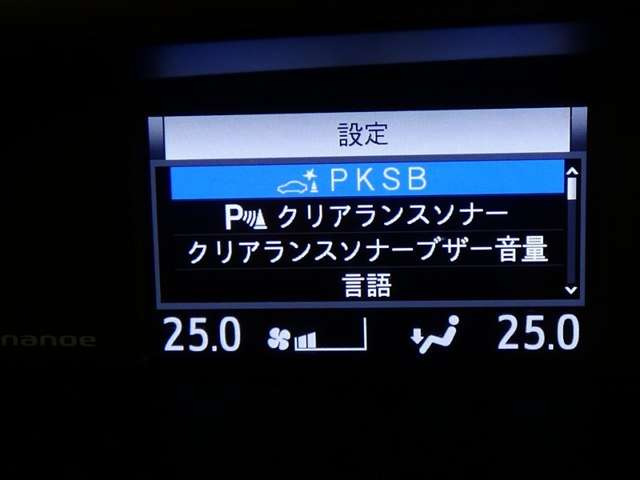 設定
PKSB
P クリアランスソナー
クリアランスソナーブザー音量
言語
25.0 25.0
nanoe